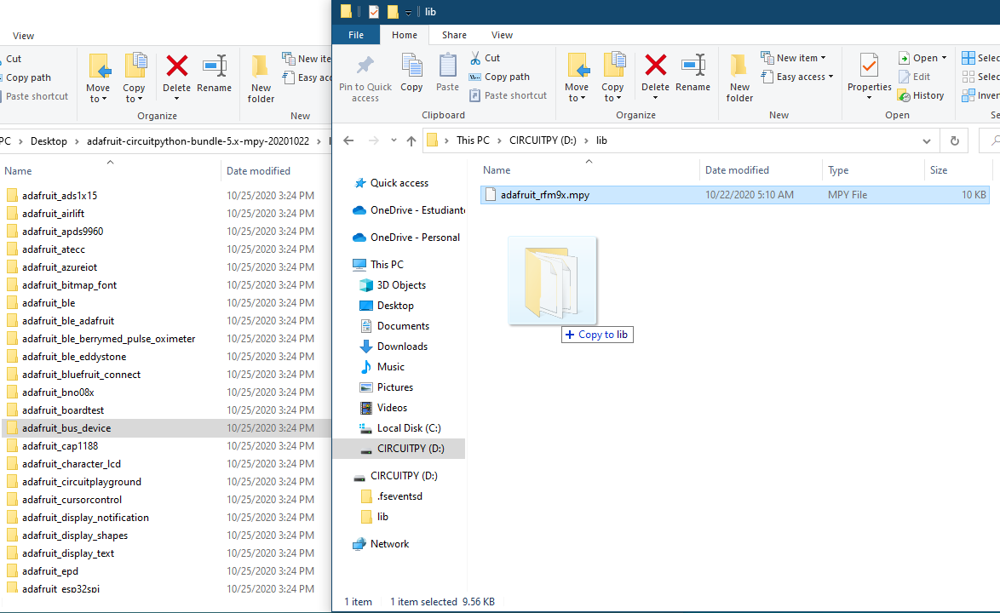 View
Cut
Copy path
Paste shortcut
Move to
Copy to
Delete
Rename
New folder
New ite
Easy acc
Organize
New
PC > Desktop > adafruit-circuitpython-bundle-5.x-mpy-20201022 >
Name Date modified
adafruit_ads1x15 10/25/2020 3:24 PM
adafruit_airlift 10/25/2020 3:24 PM
adafruit_apds9960 10/25/2020 3:24 PM
adafruit_atecc 10/25/2020 3:24 PM
adafruit_azureiot 10/25/2020 3:24 PM
adafruit_bitmap_font 10/25/2020 3:24 PM
adafruit_ble 10/25/2020 3:24 PM
adafruit_ble_adafruit 10/25/2020 3:24 PM
adafruit_ble_berrymed_pulse_oximeter 10/25/2020 3:24 PM
adafruit_ble_eddystone 10/25/2020 3:24 PM
adafruit_bluefruit_connect 10/25/2020 3:24 PM
adafruit_bno08x 10/25/2020 3:24 PM
adafruit_boardtest 10/25/2020 3:24 PM
adafruit_bus_device 10/25/2020 3:24 PM
adafruit_cap1188 10/25/2020 3:24 PM
adafruit_character_lcd 10/25/2020 3:24 PM
adafruit_circuitplayground 10/25/2020 3:24 PM
adafruit_cursorcontrol 10/25/2020 3:24 PM
adafruit_display_notification 10/25/2020 3:24 PM
adafruit_display_shapes 10/25/2020 3:24 PM
adafruit_display_text 10/25/2020 3:24 PM
adafruit_epd 10/25/2020 3:24 PM
adafruit_esp32spi 10/25/2020 3:24 PM
lib
File Home Share View
Pin to Quick access
Copy
Paste
Cut
Copy path
Paste shortcut
Move to
Copy to
Delete
Rename
New folder
New item
Easy access
Properties
Open
Edit
History
Selec
Selec
Inver
Clipboard
Organize
New
Open
Se
This PC > CIRCUITPY (D:) > lib
Name Date modified Type Size
adafruit_rfm9x.mpy 10/22/2020 5:10 AM MPY File 10 KB
Quick access
OneDrive - Estudiante
OneDrive - Personal
This PC
3D Objects
Desktop
Documents
Downloads
Music
Pictures
Videos
Local Disk (C:)
CIRCUITPY (D:)
CIRCUITPY (D:)
.fseventsd
lib
Network
+ Copy to lib
1 item 1 item selected 9.56 KB